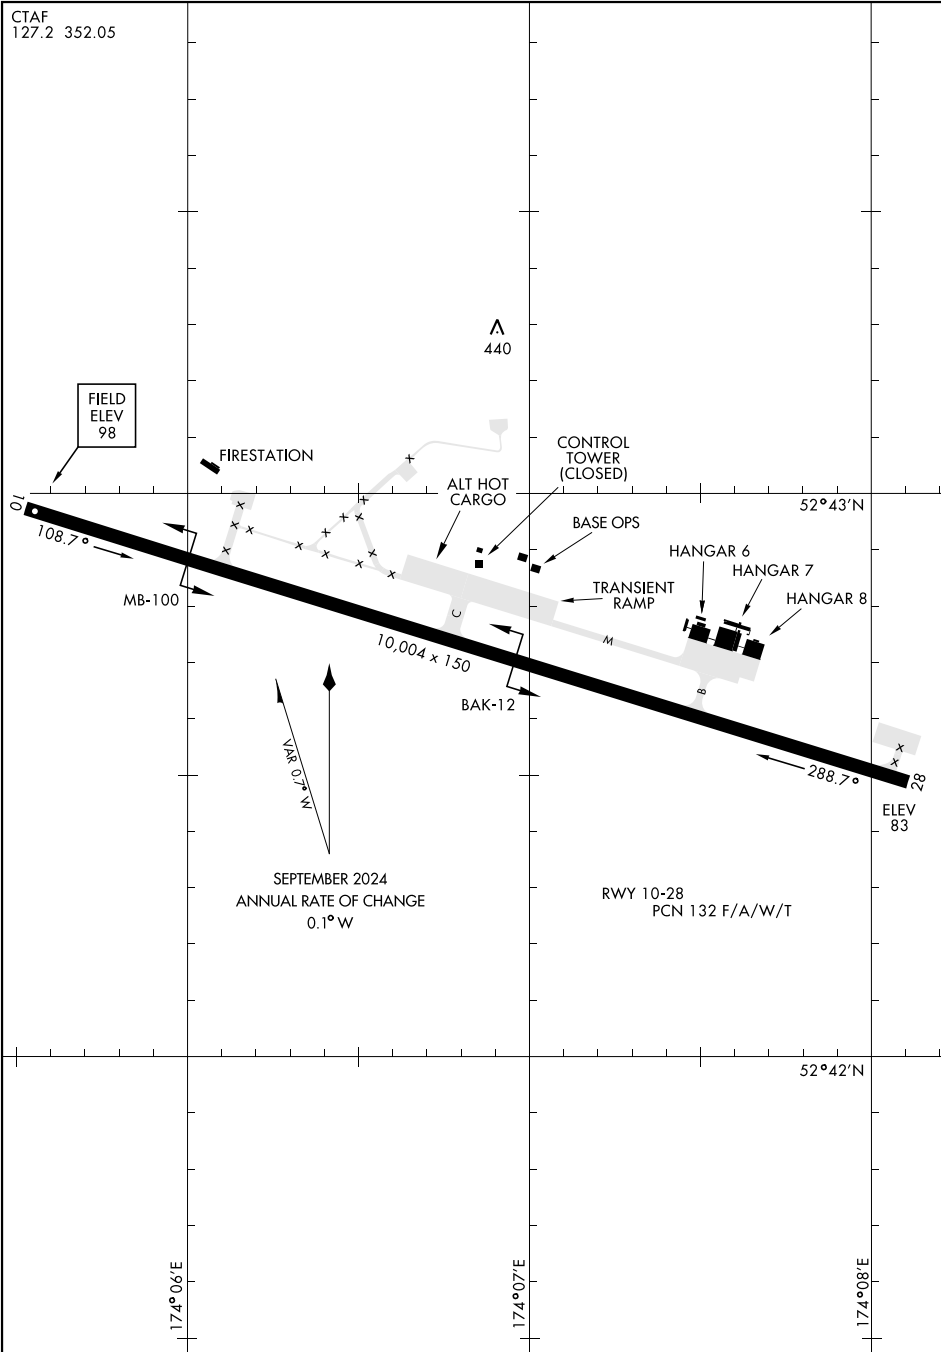 CTAF
127.2 352.05
440
FIELD
ELEV
98
FIRESTATION
CONTROL
TOWER
(CLOSED)
ALT HOT
CARGO
52°43'N
10
BASE OPS
108.7°
HANGAR 6
HANGAR 7
HANGAR 8
MB-100
TRANSIENT
RAMP
C
10,004 x 150
M
B
BAK-12
VAR 0.7° W
288.7°
28
ELEV
83
SEPTEMBER 2024
ANNUAL RATE OF CHANGE
0.1° W
RWY 10-28
PCN 132 F/A/W/T
52°42'N
174°06'E
174°07'E
174°08'E